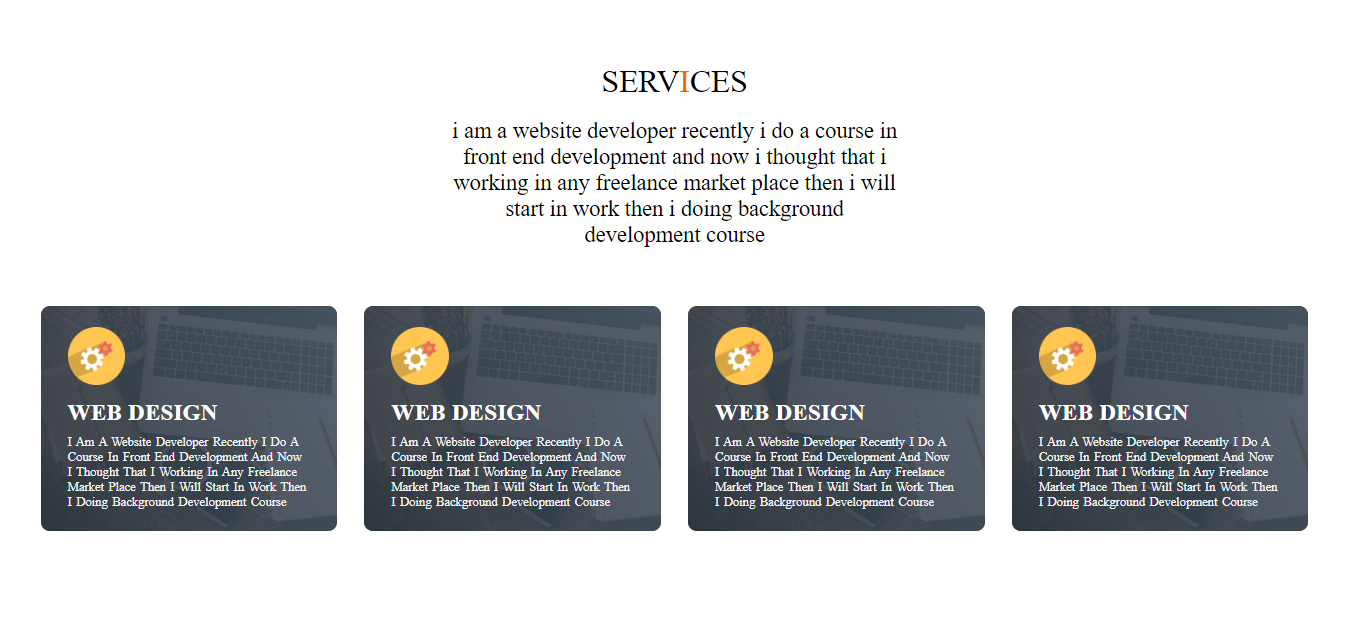 SERVICES
i am a website developer recently i do a course in
front end development and now i thought that i
working in any freelance market place then i will
start in work then i doing background
development course
WEB DESIGN
I Am A Website Developer Recently I Do A
Course In Front End Development And Now
I Thought That I Working In Any Freelance
Market Place Then I Will Start In Work Then
I Doing Background Development Course
WEB DESIGN
I Am A Website Developer Recently I Do A
Course In Front End Development And Now
I Thought That I Working In Any Freelance
Market Place Then I Will Start In Work Then
I Doing Background Development Course
WEB DESIGN
I Am A Website Developer Recently I Do A
Course In Front End Development And Now
I Thought That I Working In Any Freelance
Market Place Then I Will Start In Work Then
I Doing Background Development Course
WEB DESIGN
I Am A Website Developer Recently I Do A
Course In Front End Development And Now
I Thought That I Working In Any Freelance
Market Place Then I Will Start In Work Then
I Doing Background Development Course